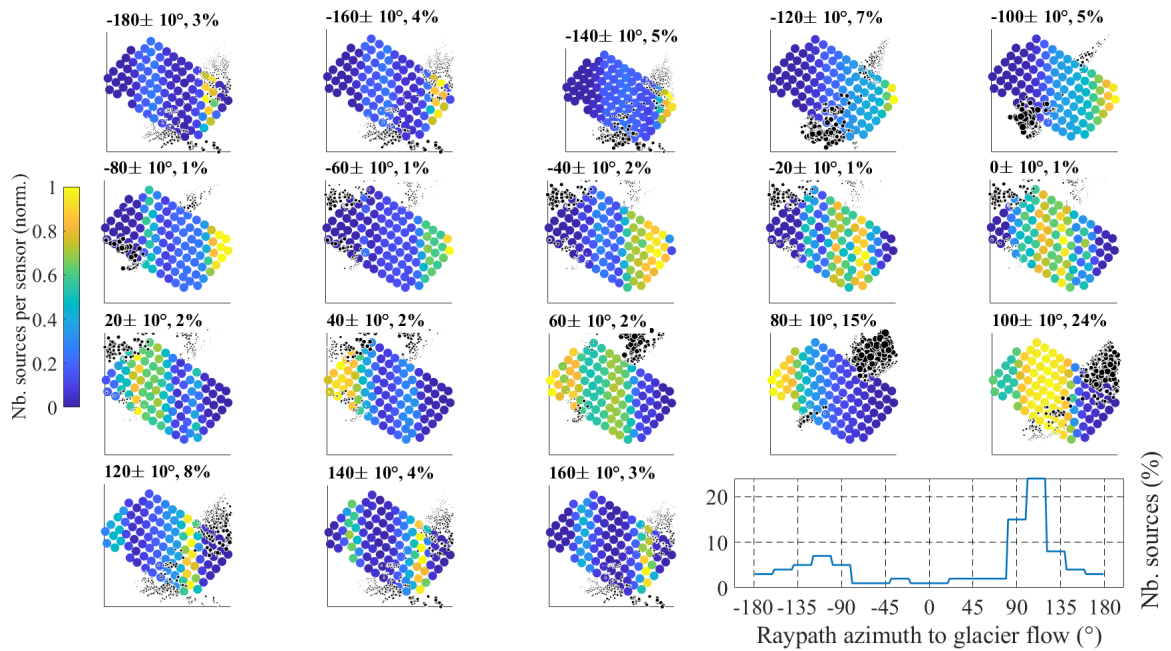 -180± 10°, 3%
-160± 10°, 4%
-140± 10°, 5%
-120± 10°, 7%
-100± 10°, 5%
-80± 10°, 1%
-60± 10°, 1%
-40± 10°, 2%
-20± 10°, 1%
0± 10°, 1%
Nb. sources per sensor (norm.)
1
0.8
0.6
0.4
0.2
0
20± 10°, 2%
40± 10°, 2%
60± 10°, 2%
80± 10°, 15%
100± 10°, 24%
120± 10°, 8%
140± 10°, 4%
160± 10°, 3%
20
10
0
-180 -135 -90 -45 0 45 90 135 180
Raypath azimuth to glacier flow (°)
Nb. sources (%)